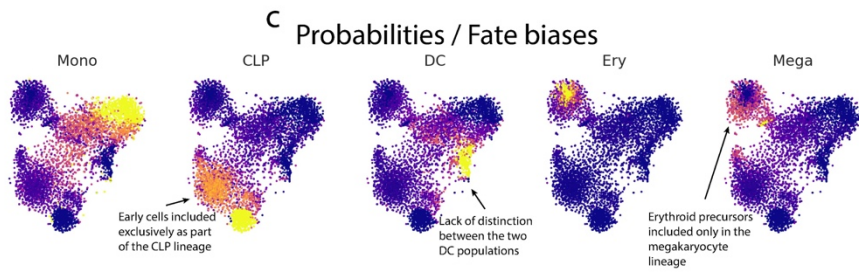 C
Probabilities / Fate biases
Mono CLP DC Ery Mega
Early cells included
exclusively as part
of the CLP lineage
Lack of distinction
between the two
DC populations
Erythroid precursors
included only in the
megakaryocyte
lineage